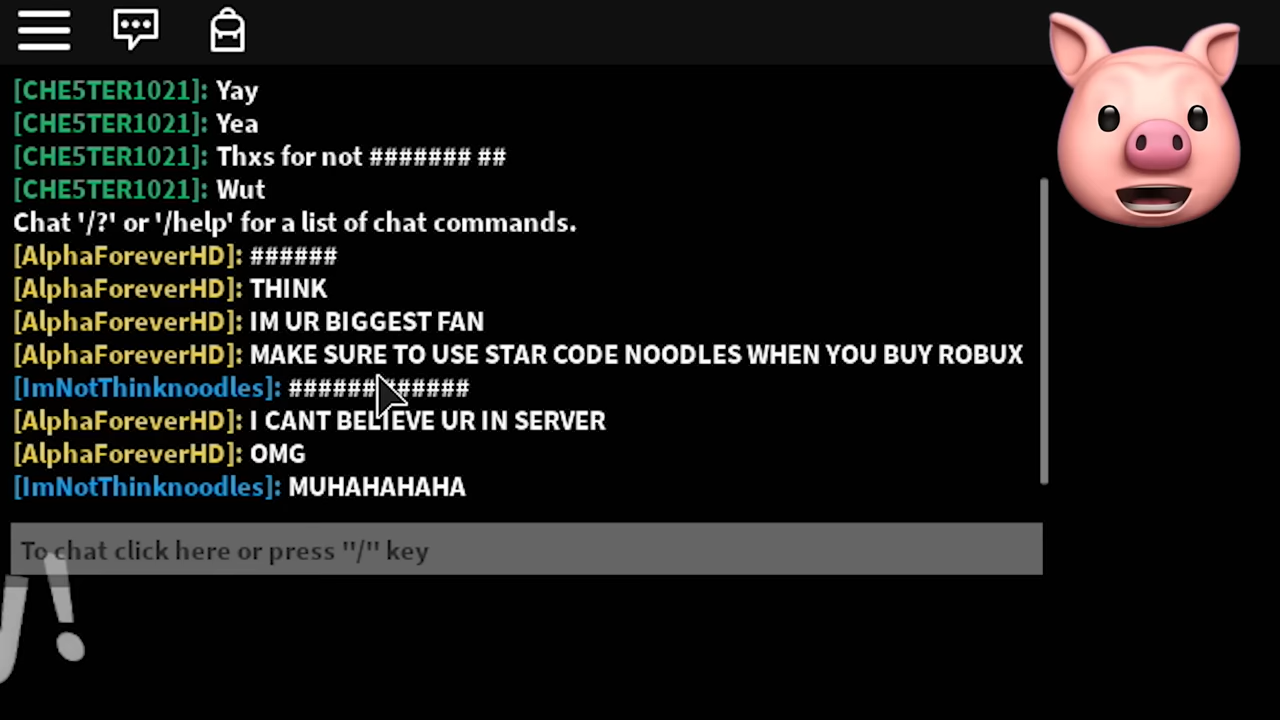 [CHE5TER1021]: Yay
[CHE5TER1021]: Yea
[CHE5TER1021]: Thxs for not ####### ##
[CHE5TER1021]: Wut
Chat '/?' or '/help' for a list of chat commands.
[AlphaForeverHD]: ######
[AlphaForeverHD]: THINK
[AlphaForeverHD]: IM UR BIGGEST FAN
[AlphaForeverHD]: MAKE SURE TO USE STAR CODE NOODLES WHEN YOU BUY ROBUX
[ImNotThinknoodles]: #############
[AlphaForeverHD]: I CANT BELIEVE UR IN SERVER
[AlphaForeverHD]: OMG
[ImNotThinknoodles]: MUHAHAHAHA
To chat click here or press "/" key